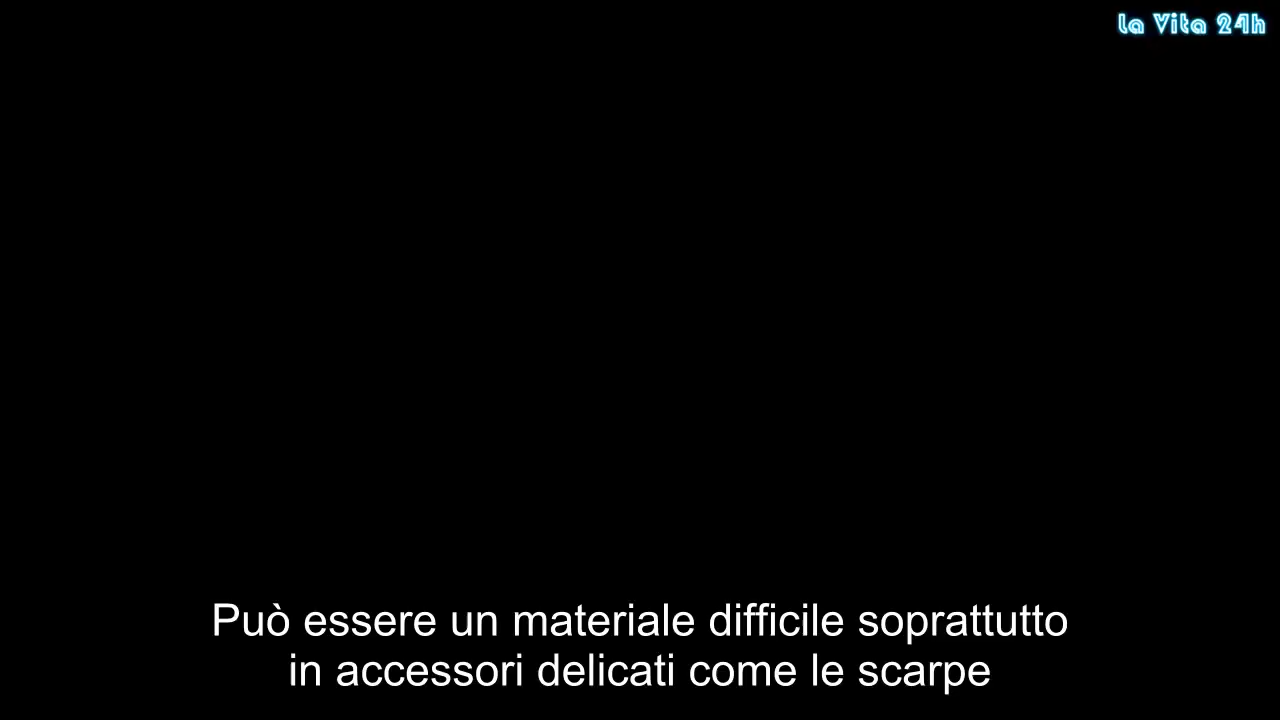 La Vita 24h
Può essere un materiale difficile soprattutto
in accessori delicati come le scarpe